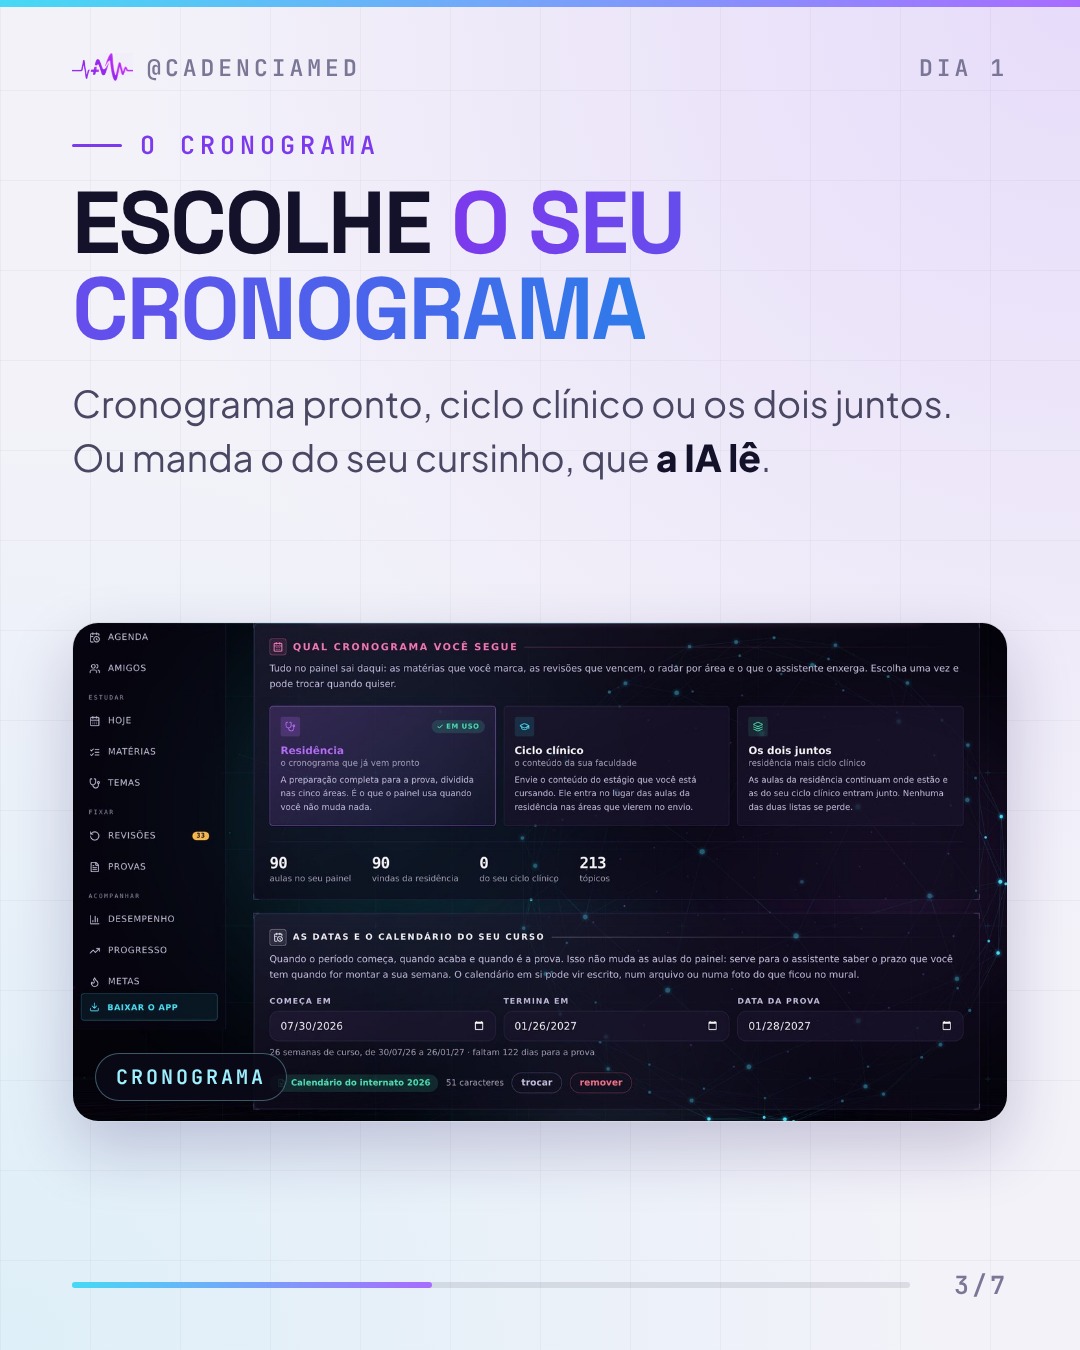 @CADENCIAMED
DIA 1
O CRONOGRAMA
ESCOLHE O SEU
CRONOGRAMA
Cronograma pronto, ciclo clínico ou os dois juntos.
Ou manda o do seu cursinho, que a IA lê.
AGENDA
AMIGOS
ESTUDAR
HOJE
MATÉRIAS
TEMAS
FIXAR
REVISÕES 33
PROVAS
ACOMPANHAR
DESEMPENHO
PROGRESSO
METAS
BAIXAR O APP
CRONOGRAMA
QUAL CRONOGRAMA VOCÊ SEGUE
Tudo no painel sai daqui: as matérias que você marca, as revisões que vencem, o radar por área e o que o assistente enxerga. Escolha uma vez e
pode trocar quando quiser.
EM USO
Residência
o cronograma que já vem pronto
A preparação completa para a prova, dividida
nas cinco áreas. É o que o painel usa quando
você não muda nada.
Ciclo clínico
o conteúdo da sua faculdade
Envie o conteúdo do estágio que você está
cursando. Ele entra no lugar das aulas da
residência nas áreas que vierem no envio.
Os dois juntos
residência mais ciclo clínico
As aulas da residência continuam onde estão e
as do seu ciclo clínico entram junto. Nenhuma
das duas listas se perde.
90
aulas no seu painel
90
vindas da residência
0
do seu ciclo clínico
213
tópicos
AS DATAS E O CALENDÁRIO DO SEU CURSO
Quando o período começa, quando acaba e quando é a prova. Isso não muda as aulas do painel: serve para o assistente saber o prazo que você
tem quando for montar a sua semana. O calendário em si pode vir escrito, num arquivo ou numa foto do que ficou no mural.
COMEÇA EM
07/30/2026
TERMINA EM
01/26/2027
DATA DA PROVA
01/28/2027
26 semanas de curso, de 30/07/26 a 26/01/27 · faltam 122 dias para a prova
Calendário do internato 2026 51 caracteres trocar remover
3/7